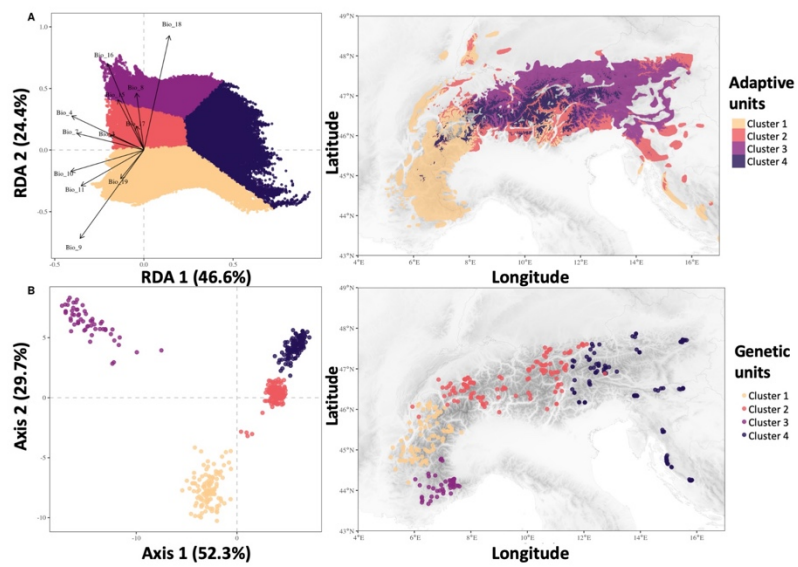 A
1.0
0.5
0.0
-0.5
-0.5
0.0
0.5
RDA 2 (24.4%)
RDA 1 (46.6%)
Bio_18
Bio_16
Bio_8
Bio_4
Bio_10
Bio_19
Bio_11
Bio_9
49°N
48°N
47°N
46°N
45°N
44°N
43°N
4°E
6°E
8°E
10°E
12°E
14°E
16°E
Latitude
Longitude
Adaptive
units
Cluster 1
Cluster 2
Cluster 3
Cluster 4
B
5
0
-5
-10
-10
0
Axis 2 (29.7%)
Axis 1 (52.3%)
49°N
48°N
47°N
46°N
45°N
44°N
43°N
4°E
6°E
8°E
10°E
12°E
14°E
16°E
Latitude
Longitude
Genetic
units
Cluster 1
Cluster 2
Cluster 3
Cluster 4